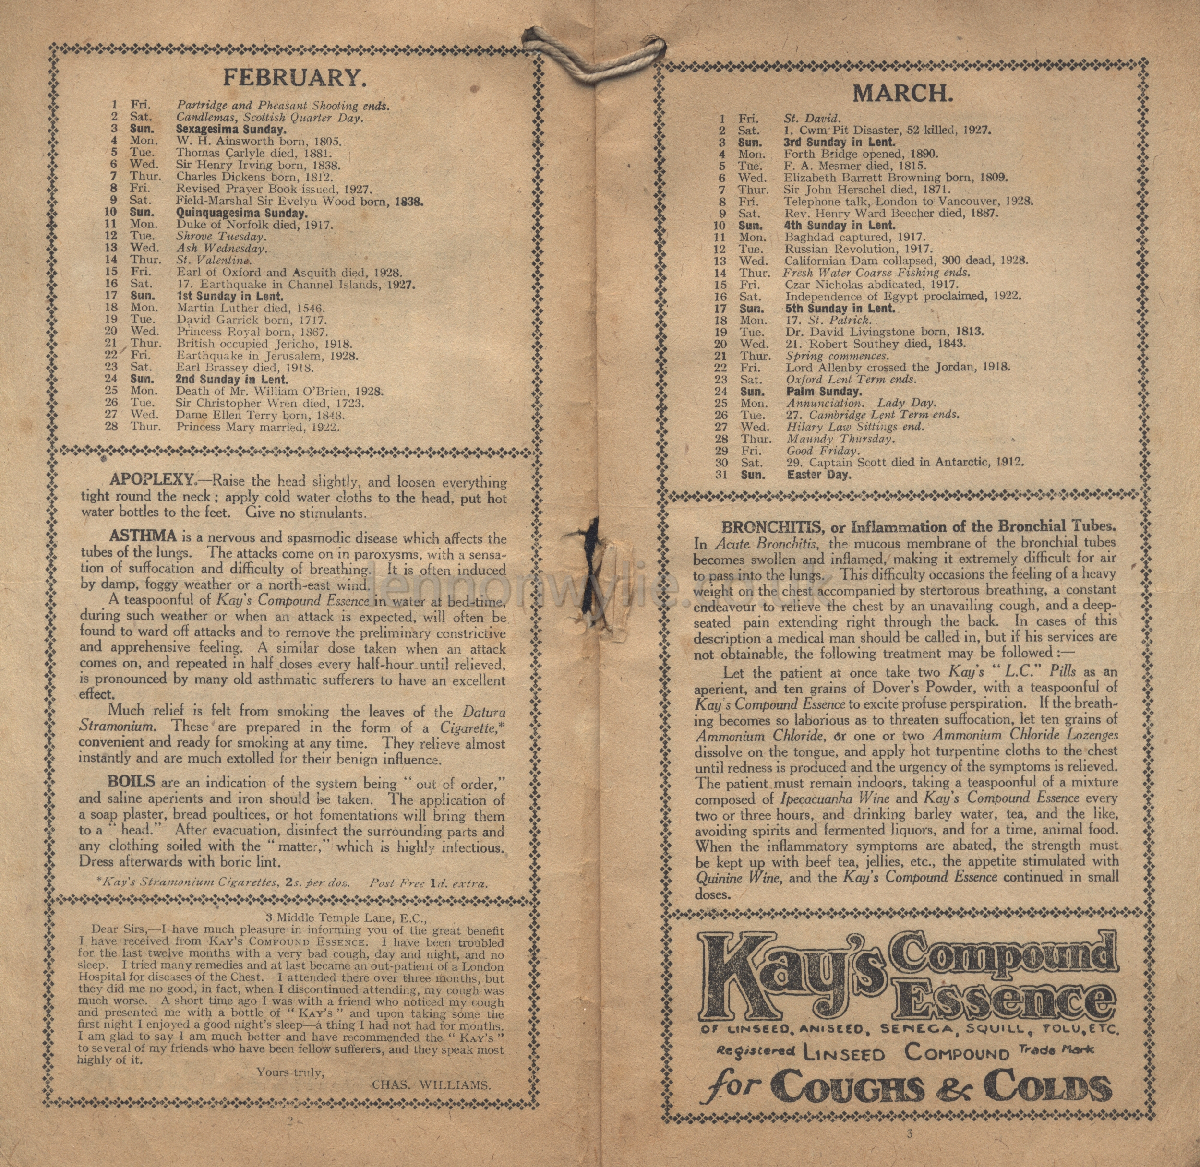 FEBRUARY.
1 Fri. Partridge and Pheasant Shooting ends.
2 Sat. Candlemas, Scottish Quarter Day.
3 Sun. Sexagesima Sunday.
4 Mon. W. H. Ainsworth born, 1805.
5 Tue. Thomas Carlyle died, 1881.
6 Wed. Sir Henry Irving born, 1838.
7 Thur. Charles Dickens born, 1812.
8 Fri. Revised Prayer Book issued, 1927.
9 Sat. Field-Marshal Sir Evelyn Wood born, 1838.
10 Sun. Quinquagesima Sunday.
11 Mon. Duke of Norfolk died, 1917.
12 Tue. Shrove Tuesday.
13 Wed. Ash Wednesday.
14 Thur. St. Valentine.
15 Fri. Earl of Oxford and Asquith died, 1928.
16 Sat. 17. Earthquake in Channel Islands, 1927.
17 Sun. 1st Sunday in Lent.
18 Mon. Martin Luther died, 1546.
19 Tue. David Garrick born, 1717.
20 Wed. Princess Royal born, 1867.
21 Thur. British occupied Jericho, 1918.
22 Fri. Earthquake in Jerusalem, 1928.
23 Sat. Earl Brassey died, 1918.
24 Sun. 2nd Sunday in Lent.
25 Mon. Death of Mr. William O'Brien, 1928.
26 Tue. Sir Christopher Wren died, 1723.
27 Wed. Dame Ellen Terry born, 1848.
28 Thur. Princess Mary married, 1922.
APOPLEXY.—Raise the head slightly, and loosen everything
tight round the neck; apply cold water cloths to the head, put hot
water bottles to the feet. Give no stimulants.
ASTHMA is a nervous and spasmodic disease which affects the
tubes of the lungs. The attacks come on in paroxysms, with a sensa-
tion of suffocation and difficulty of breathing. It is often induced
by damp, foggy weather or a north-east wind.
A teaspoonful of Kay's Compound Essence in water at bed-time,
during such weather or when an attack is expected, will often be
found to ward off attacks and to remove the preliminary constrictive
and apprehensive feeling. A similar dose taken when an attack
comes on, and repeated in half doses every half-hour until relieved,
is pronounced by many old asthmatic sufferers to have an excellent
effect.
Much relief is felt from smoking the leaves of the Datura
Stramonium. These are prepared in the form of a Cigarette,*
convenient and ready for smoking at any time. They relieve almost
instantly and are much extolled for their benign influence.
BOILS are an indication of the system being "out of order,"
and saline aperients and iron should be taken. The application of
a soap plaster, bread poultices, or hot fomentations will bring them
to a "head." After evacuation, disinfect the surrounding parts and
any clothing soiled with the "matter," which is highly infectious.
Dress afterwards with boric lint.
*Kay's Stramonium Cigarettes, 2s. per doz. Post Free 1d. extra.
3 Middle Temple Lane, E.C.,
Dear Sirs,—I have much pleasure in informing you of the great benefit
I have received from KAY'S COMPOUND ESSENCE. I have been troubled
for the last twelve months with a very bad cough, day and night, and no
sleep. I tried many remedies and at last became an out-patient of a London
Hospital for diseases of the Chest. I attended there over three months, but
they did me no good, in fact, when I discontinued attending, my cough was
much worse. A short time ago I was with a friend who noticed my cough
and presented me with a bottle of "KAY'S" and upon taking some the
first night I enjoyed a good night's sleep—a thing I had not had for months.
I am glad to say I am much better and have recommended the "KAY'S"
to several of my friends who have been fellow sufferers, and they speak most
highly of it.
Yours truly,
CHAS. WILLIAMS.
2
MARCH.
1 Fri. St. David.
2 Sat. 1. Cwm Pit Disaster, 52 killed, 1927.
3 Sun. 3rd Sunday in Lent.
4 Mon. Forth Bridge opened, 1890.
5 Tue. F. A. Mesmer died, 1815.
6 Wed. Elizabeth Barrett Browning born, 1809.
7 Thur. Sir John Herschel died, 1871.
8 Fri. Telephone talk, London to Vancouver, 1928.
9 Sat. Rev. Henry Ward Beecher died, 1887.
10 Sun. 4th Sunday in Lent.
11 Mon. Baghdad captured, 1917.
12 Tue. Russian Revolution, 1917.
13 Wed. Californian Dam collapsed, 300 dead, 1928.
14 Thur. Fresh Water Coarse Fishing ends.
15 Fri. Czar Nicholas abdicated, 1917.
16 Sat. Independence of Egypt proclaimed, 1922.
17 Sun. 5th Sunday in Lent.
18 Mon. 17. St. Patrick.
19 Tue. Dr. David Livingstone born, 1813.
20 Wed. 21. Robert Southey died, 1843.
21 Thur. Spring commences.
22 Fri. Lord Allenby crossed the Jordan, 1918.
23 Sat. Oxford Lent Term ends.
24 Sun. Palm Sunday.
25 Mon. Annunciation. Lady Day.
26 Tue. 27. Cambridge Lent Term ends.
27 Wed. Hilary Law Sittings end.
28 Thur. Maundy Thursday.
29 Fri. Good Friday.
30 Sat. 29. Captain Scott died in Antarctic, 1912.
31 Sun. Easter Day.
BRONCHITIS, or Inflammation of the Bronchial Tubes.
In Acute Bronchitis, the mucous membrane of the bronchial tubes
becomes swollen and inflamed, making it extremely difficult for air
to pass into the lungs. This difficulty occasions the feeling of a heavy
weight on the chest accompanied by stertorous breathing, a constant
endeavour to relieve the chest by an unavailing cough, and a deep-
seated pain extending right through the back. In cases of this
description a medical man should be called in, but if his services are
not obtainable, the following treatment may be followed:—
Let the patient at once take two Kay's "L.C." Pills as an
aperient, and ten grains of Dover's Powder, with a teaspoonful of
Kay's Compound Essence to excite profuse perspiration. If the breath-
ing becomes so laborious as to threaten suffocation, let ten grains of
Ammonium Chloride, or one or two Ammonium Chloride Lozenges
dissolve on the tongue, and apply hot turpentine cloths to the chest
until redness is produced and the urgency of the symptoms is relieved.
The patient must remain indoors, taking a teaspoonful of a mixture
composed of Ipecacuanha Wine and Kay's Compound Essence every
two or three hours, and drinking barley water, tea, and the like,
avoiding spirits and fermented liquors, and for a time, animal food.
When the inflammatory symptoms are abated, the strength must
be kept up with beef tea, jellies, etc., the appetite stimulated with
Quinine Wine, and the Kay's Compound Essence continued in small
doses.
Kay's Compound
Essence
OF LINSEED, ANISEED, SENEGA, SQUILL, TOLU, ETC.
Registered LINSEED COMPOUND Trade Mark
for COUGHS & COLDS
3